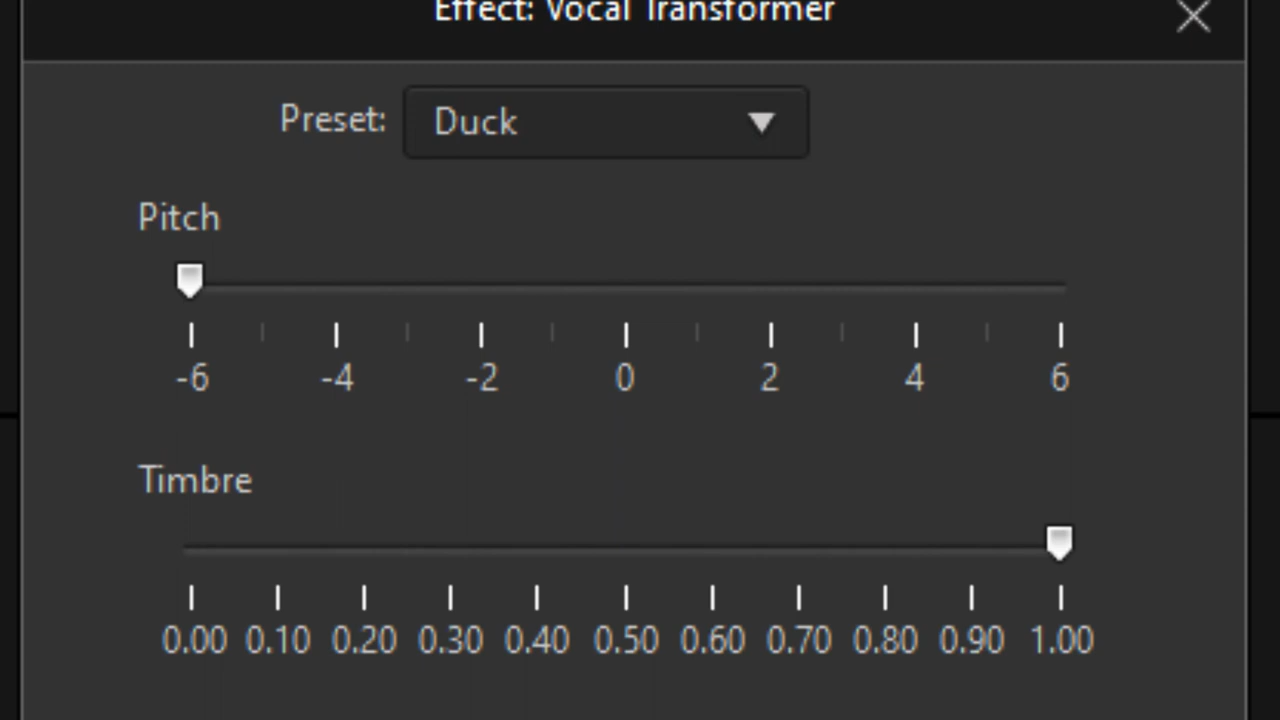 Effect: Vocal Transformer
Preset: Duck
Pitch
-6 -4 -2 0 2 4 6
Timbre
0.00 0.10 0.20 0.30 0.40 0.50 0.60 0.70 0.80 0.90 1.00